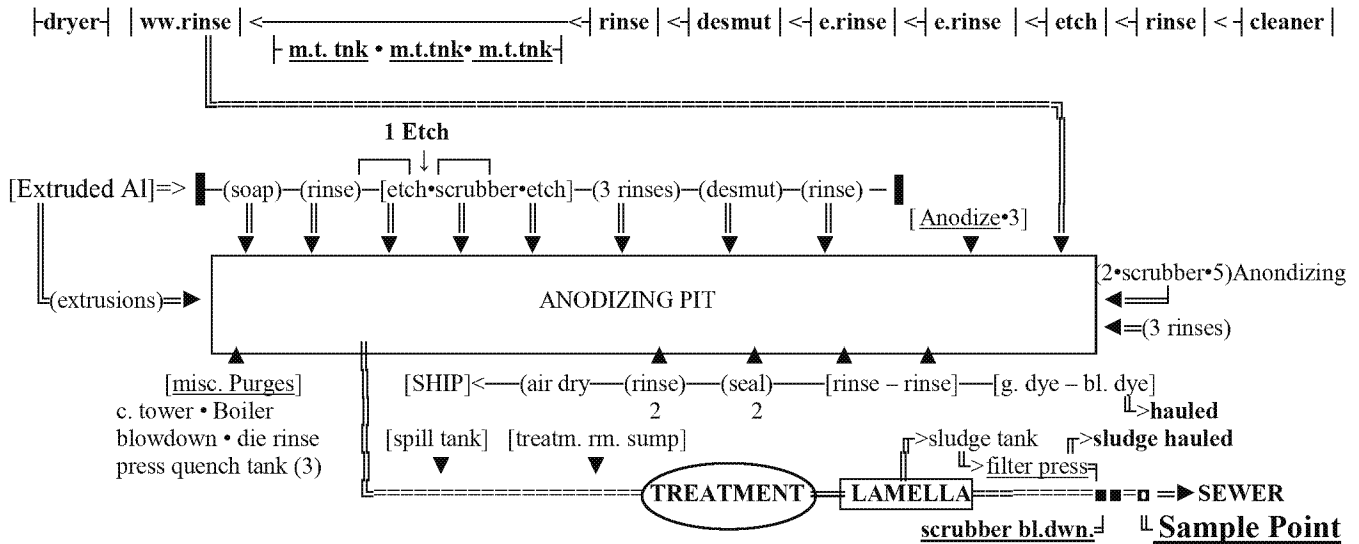 dryer ww.rinse < < rinse < desmut < e.rinse < e.rinse < etch < rinse < cleaner
m.t. tnk • m.t.tnk• m.t.tnk
1 Etch
↓
[Extruded Al]=> (soap)—(rinse)—[etch•scrubber•etch]—(3 rinses)—(desmut)—(rinse) –
[Anodize•3]
(2•scrubber•5)Anondizing
(extrusions)
ANODIZING PIT
(3 rinses)
[misc. Purges] [SHIP]<—(air dry—(rinse)—(seal)—[rinse – rinse]—[g. dye – bl. dye]
2 2
>hauled
c. tower • Boiler
blowdown • die rinse
press quench tank (3)
[spill tank] [treatm. rm. sump]
>sludge tank >sludge hauled
>filter press
TREATMENT LAMELLA SEWER
scrubber bl.dwn. Sample Point